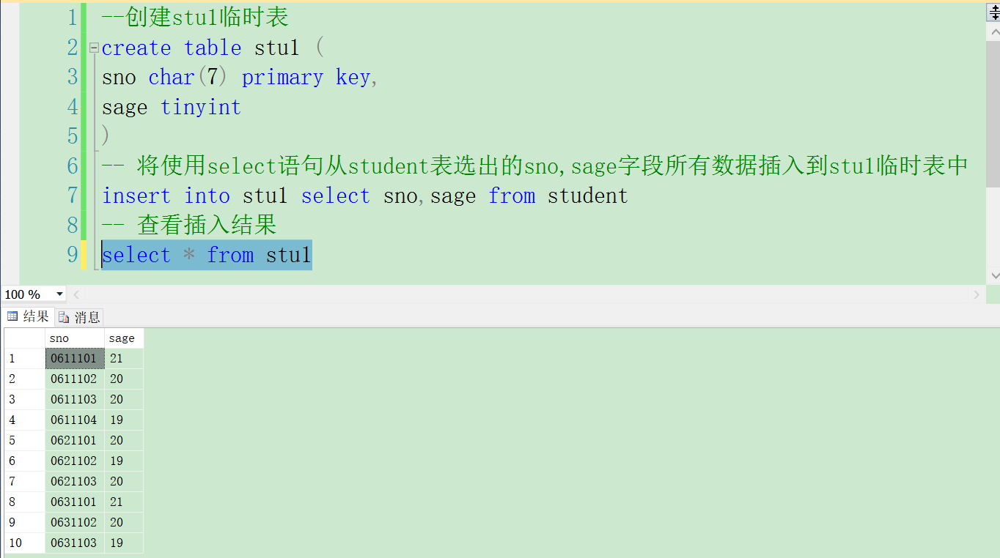 1 --创建stu1临时表
2 create table stu1 (
3 sno char(7) primary key,
4 sage tinyint
5 )
6 -- 将使用select语句从student表选出的sno,sage字段所有数据插入到stu1临时表中
7 insert into stu1 select sno,sage from student
8 -- 查看插入结果
9 select * from stu1
100 %
结果 消息
sno sage
1 0611101 21
2 0611102 20
3 0611103 20
4 0611104 19
5 0621101 20
6 0621102 19
7 0621103 20
8 0631101 21
9 0631102 20
10 0631103 19